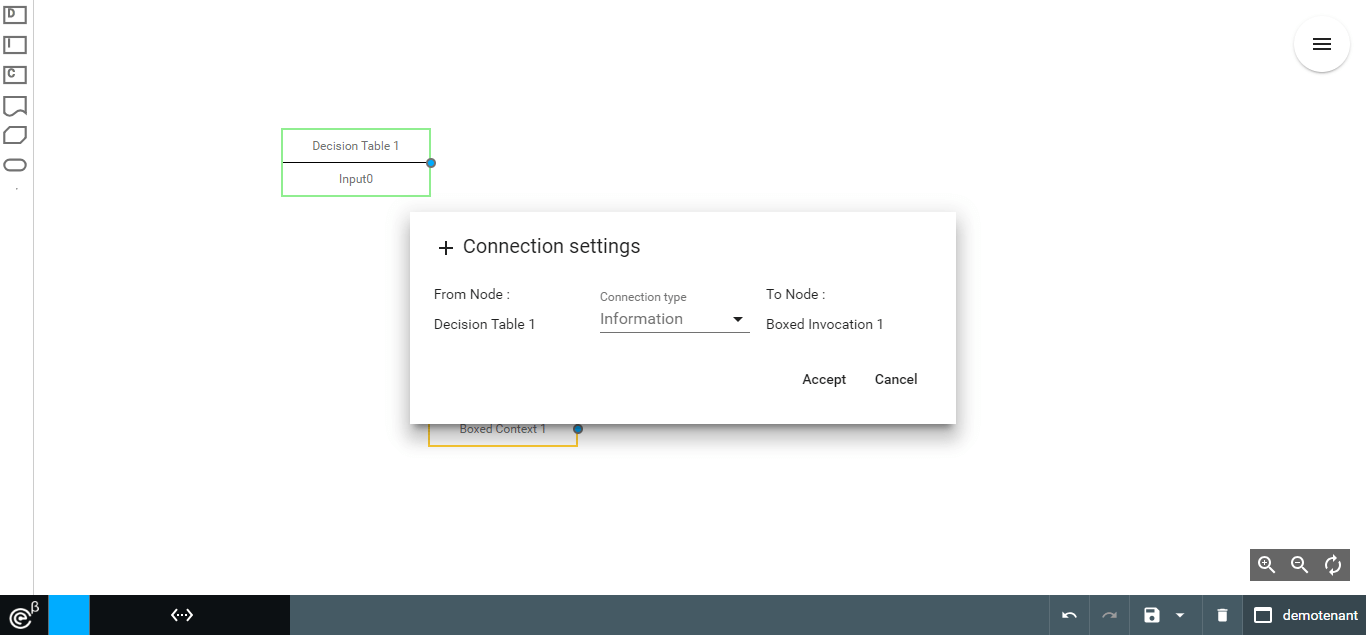 D
I
C
Decision Table 1
Input0
Connection settings
From Node :
Connection type
To Node :
Decision Table 1
Information
Boxed Invocation 1
Accept
Cancel
Boxed Context 1
e β
demotenant